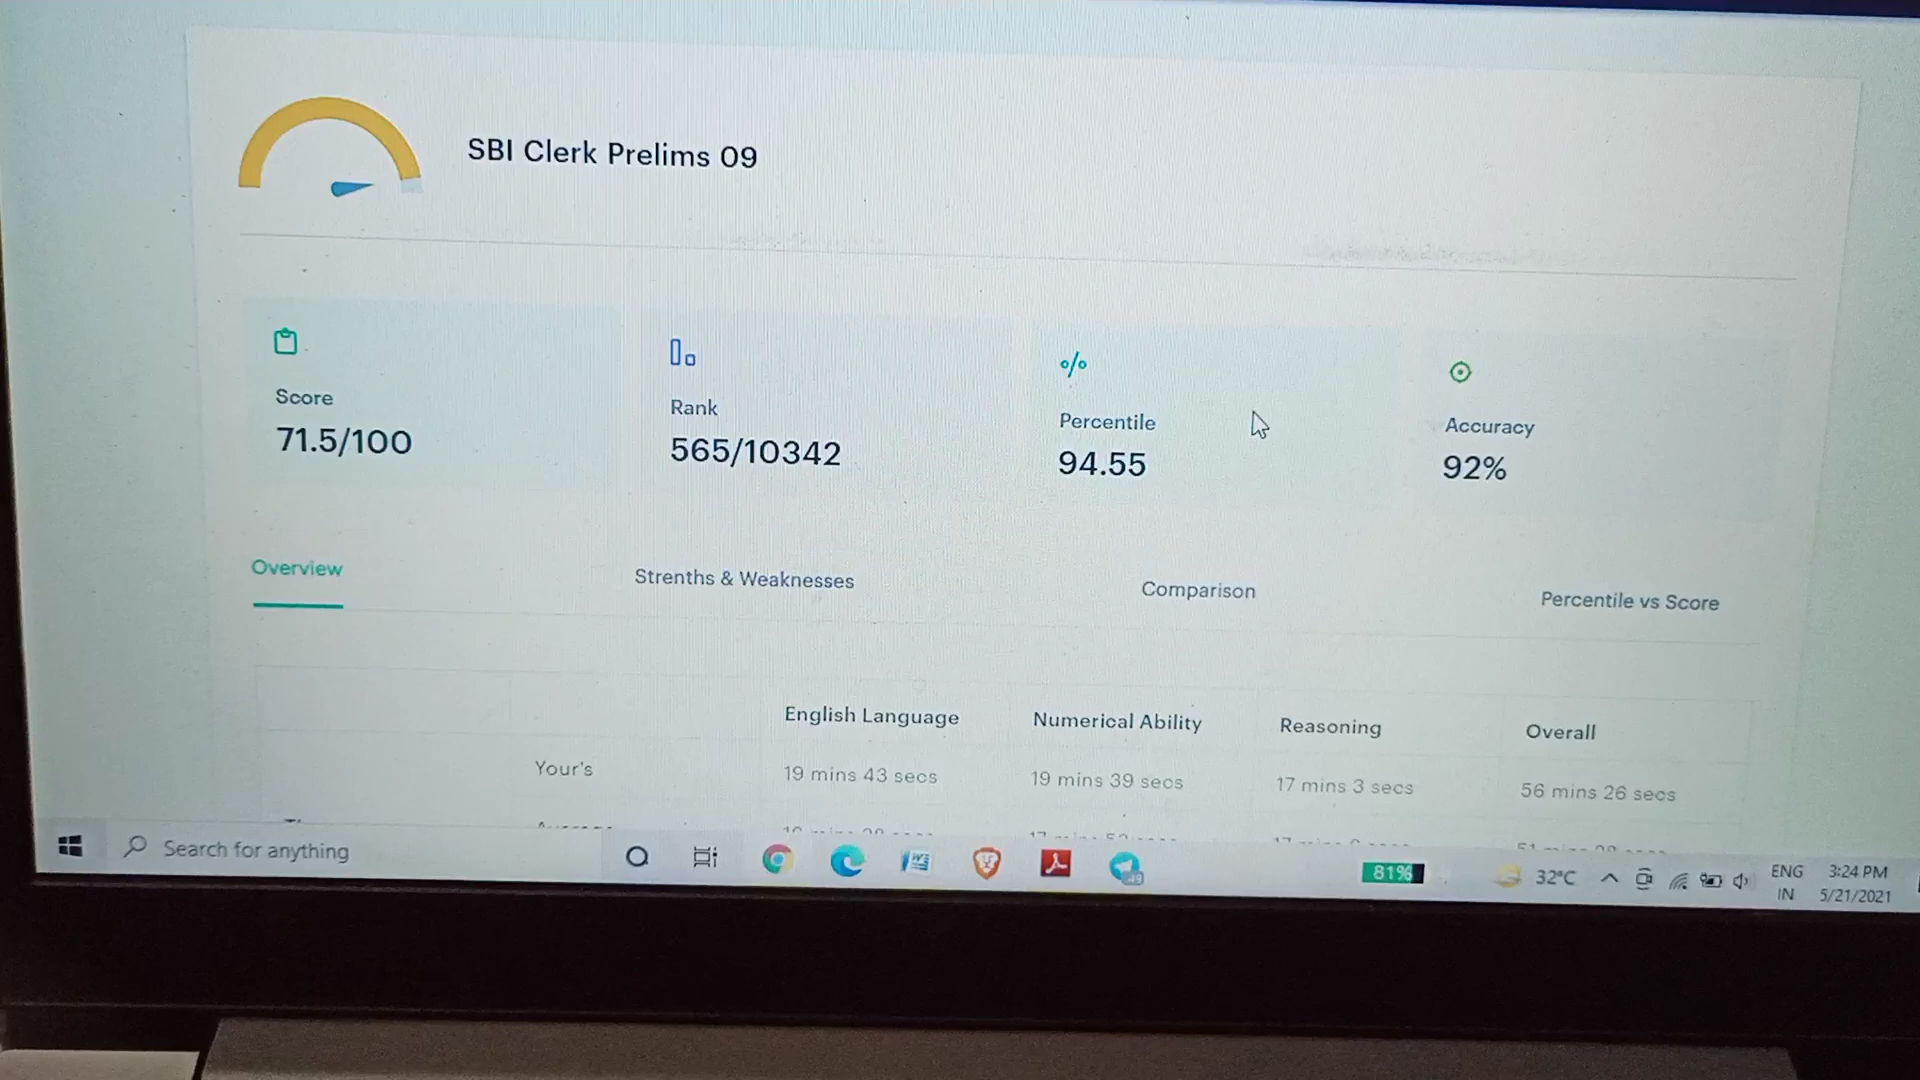 SBI Clerk Prelims 09
Score
71.5/100
Rank
565/10342
Percentile
94.55
Accuracy
92%
Overview
Strenths & Weaknesses
Comparison
Percentile vs Score
English Language Numerical Ability Reasoning Overall
Your's 19 mins 43 secs 19 mins 39 secs 17 mins 3 secs 56 mins 26 secs
Search for anything
81%
32°C
ENG
IN
3:24 PM
5/21/2021